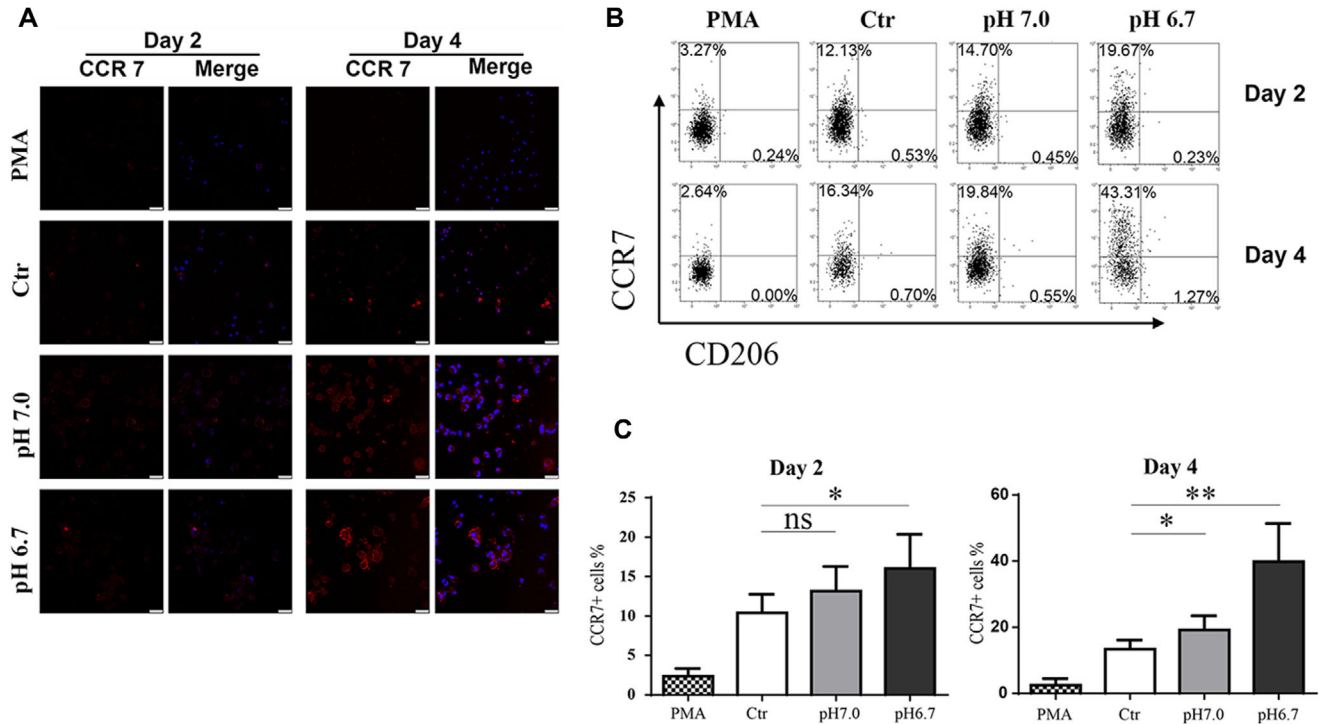 A
Day 2 Day 4
CCR 7 Merge CCR 7 Merge
PMA
Ctr
pH 7.0
pH 6.7
B
PMA Ctr pH 7.0 pH 6.7
3.27% 12.13% 14.70% 19.67%
Day 2
0.24% 0.53% 0.45% 0.23%
2.64% 16.34% 19.84% 43.31%
Day 4
0.00% 0.70% 0.55% 1.27%
CCR7
CD206
C
Day 2
CCR7+ cells %
25
20
15
10
5
0
*
ns
PMA Ctr pH7.0 pH6.7
Day 4
CCR7+ cells %
60
40
20
0
**
*
PMA Ctr pH7.0 pH6.7